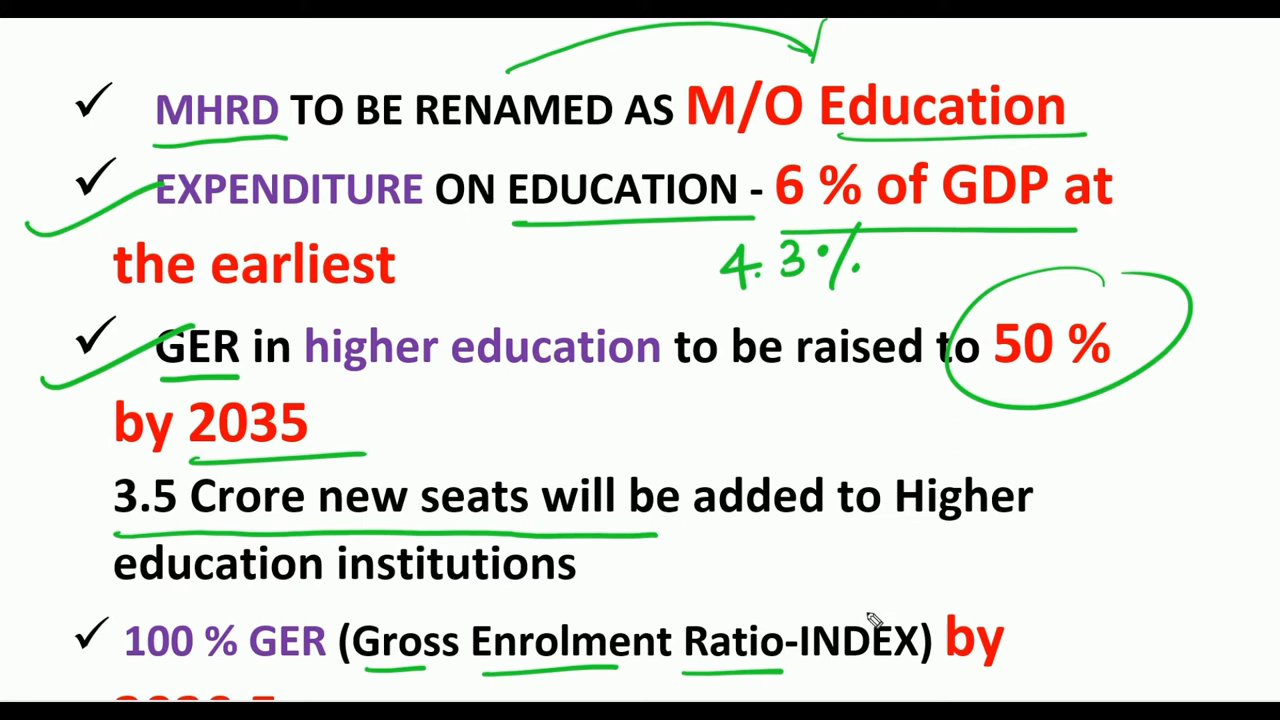 ✓ MHRD TO BE RENAMED AS M/O Education
✓ EXPENDITURE ON EDUCATION - 6 % of GDP at
the earliest
4.3%
✓ GER in higher education to be raised to 50 %
by 2035
3.5 Crore new seats will be added to Higher
education institutions
✓ 100 % GER (Gross Enrolment Ratio-INDEX) by